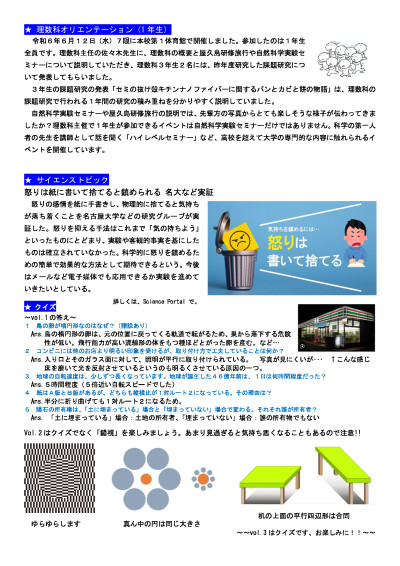 ★ 理数科オリエンテーション(1年生)
令和6年6月12日(水)7限に本校第1体育館で開催しました。参加したのは1年生
全員です。理数科主任の佐々木先生に、理数科の概要と屋久島研修旅行や自然科学実験セ
ミナーについて説明していただき、理数科3年生2名には、昨年度研究した課題研究につ
いて発表してもらいました。
3年生の課題研究の発表「セミの抜け殻キチンナノファイバーに関するパンとカビと餅の物語」は、理数科の
課題研究で行われる1年間の研究の積み重ねを分かりやすく説明していました。
自然科学実験セミナーや屋久島研修旅行の説明では、先輩方の写真からとても楽しそうな様子が伝わってきま
したか?理数科主催で1年生が参加できるイベントは自然科学実験セミナーだけではありません。科学の第一人
者の先生を講師として話を聞く「ハイレベルセミナー」など、高校を超えて大学の専門的な内容に触れられるイ
ベントを開催しています。
★ サイエンストピック
怒りは紙に書いて捨てると鎮められる 名大など実証
怒りの感情を紙に手書きし、物理的に捨てると気持ち
が落ち着くことを名古屋大学などの研究グループが実
証した。怒りを抑える手法はこれまで「気の持ちよう」
といったものにとどまり、実験や客観的事実を基にした
ものは確立されていなかった。科学的に怒りを鎮めるた
めの簡単で効果的な方法として期待できるという。今後
はメールなど電子媒体でも応用できるか実験を進めて
いきたいとしている。
詳しくは、Science Portal で。
気持ちを鎮めるには…
怒りは
書いて捨てる
★ クイズ
~vol.1の答え~
1 鳥の卵が楕円形なのはなぜ?(諸説あり)
Ans.鳥の楕円形の卵は、元の位置に戻ってくる軌道で転がるため、巣から落下する危険
性が低い。飛行能力が高い流線形の体をもつ種ほどとがった卵を産む。など…
2 コンビニには他のお店より明るい印象を受けるが、取り付け方で工夫していることは何か?
Ans.入り口とそのガラス面に対して、照明が平行に取り付けられている。 写真が見にくいが… ↑こんな感じ
床を磨いて光を反射させているというのも明るくさせている原因の一つ。
3 地球の自転速度は、少しずつ長くなっています。地球が誕生した46億年前は、1日は何時間程度だった?
Ans.5時間程度(5倍近い自転スピードでした)
4 紙はA版とB版があるが、どちらも縦横比が1対ルート2になっている。その理由は?
Ans.半分に折り曲げても1対ルート2になるため。
5 隕石の所有権は、「土に埋まっている」場合と「埋まっていない」場合で変わる。それぞれ誰が所有者?
Ans. 「土に埋まっている」場合:土地の所有者、「埋まっていない」場合:誰の所有物でもない
Vol.2はクイズでなく「錯視」を楽しみましょう。あまり見過ぎると気持ち悪くなることもあるので注意!!
ゆらゆらします
真ん中の円は同じ大きさ
机の上面の平行四辺形は合同
~~vol.3はクイズです、お楽しみに!!~~